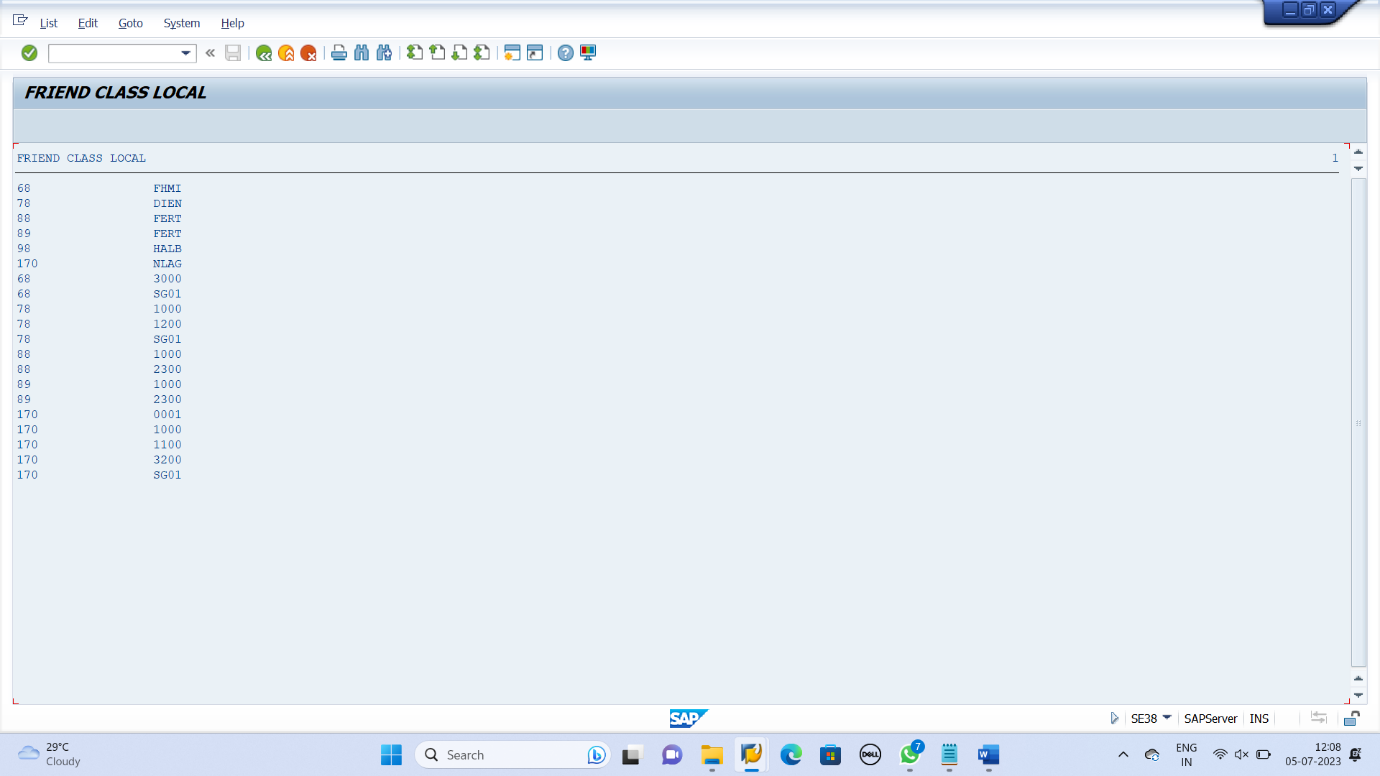 List Edit Goto System Help
FRIEND CLASS LOCAL
FRIEND CLASS LOCAL 1
68 FHMI
78 DIEN
88 FERT
89 FERT
98 HALB
170 NLAG
68 3000
68 SG01
78 1000
78 1200
78 SG01
88 1000
88 2300
89 1000
89 2300
170 0001
170 1000
170 1100
170 3200
170 SG01
SAP SE38 SAPServer INS
29°C
Cloudy
Search
DELL
7
W
ENG
IN
12:08
05-07-2023